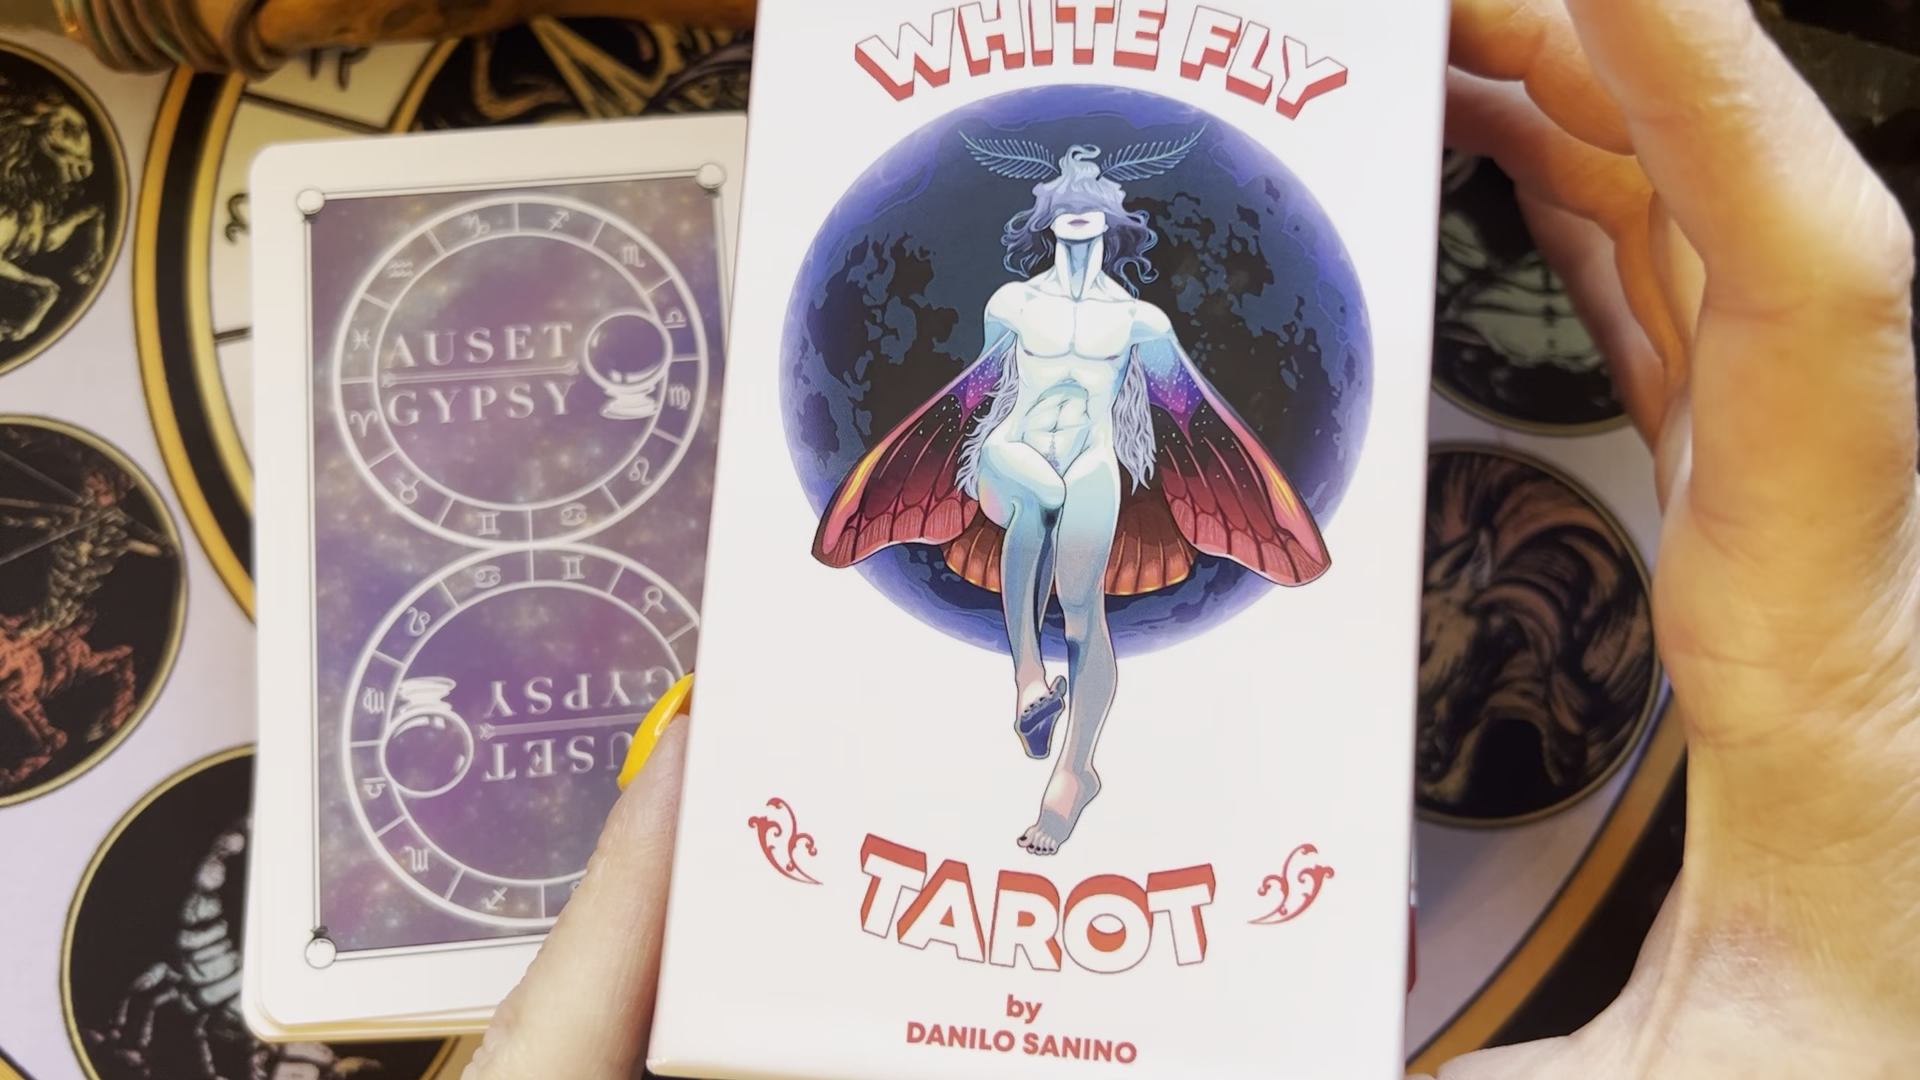 WHITE FLY
AUSET
GYPSY
AUSET
GYPSY
TAROT
by
DANILO SANINO